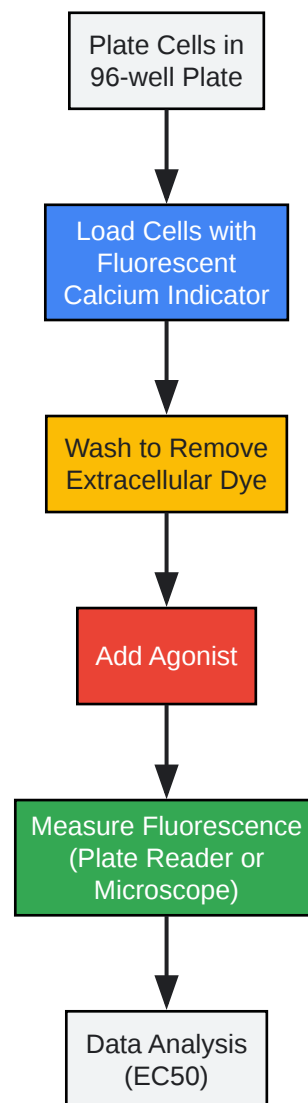 Plate Cells in
96-well Plate
Load Cells with
Fluorescent
Calcium Indicator
Wash to Remove
Extracellular Dye
Add Agonist
Measure Fluorescence
(Plate Reader or
Microscope)
Data Analysis
(EC50)